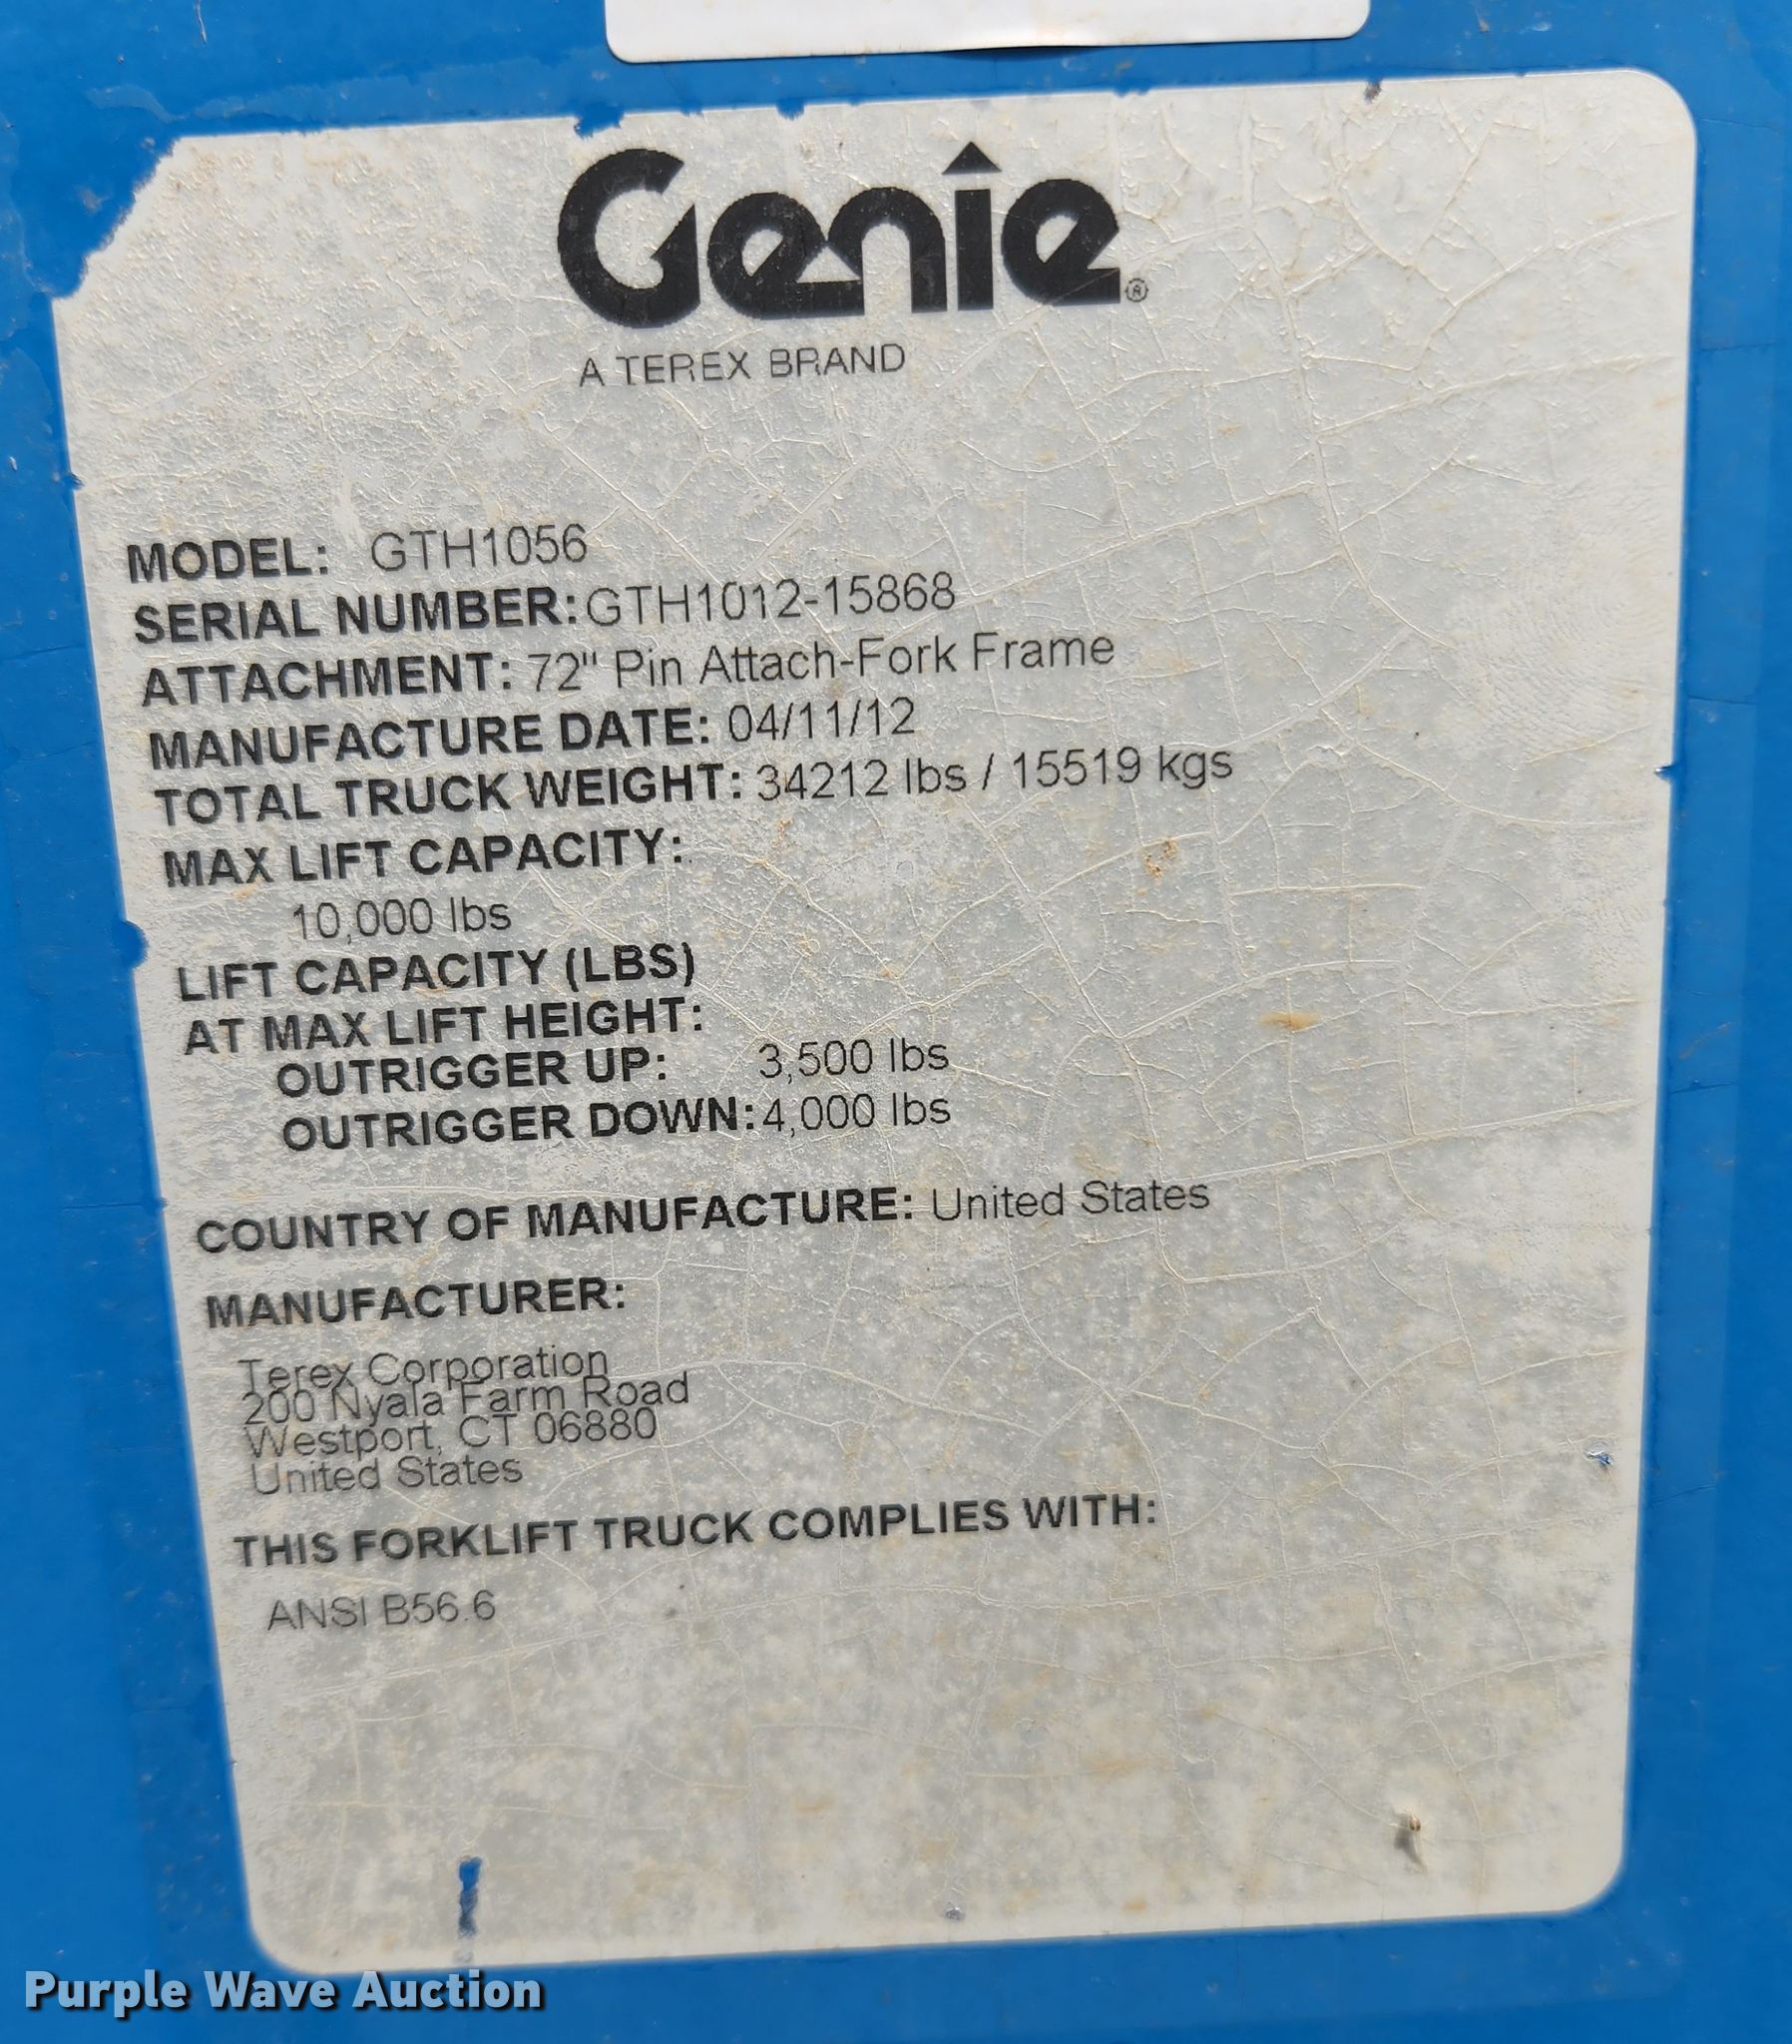 Genie®
A TEREX BRAND
MODEL: GTH1056
SERIAL NUMBER: GTH1012-15868
ATTACHMENT: 72" Pin Attach-Fork Frame
MANUFACTURE DATE: 04/11/12
TOTAL TRUCK WEIGHT: 34212 lbs / 15519 kgs
MAX LIFT CAPACITY:
10,000 lbs
LIFT CAPACITY (LBS)
AT MAX LIFT HEIGHT:
OUTRIGGER UP: 3,500 lbs
OUTRIGGER DOWN: 4,000 lbs
COUNTRY OF MANUFACTURE: United States
MANUFACTURER:
Terex Corporation
200 Nyala Farm Road
Westport, CT 06880
United States
THIS FORKLIFT TRUCK COMPLIES WITH:
ANSI B56.6
Purple Wave Auction